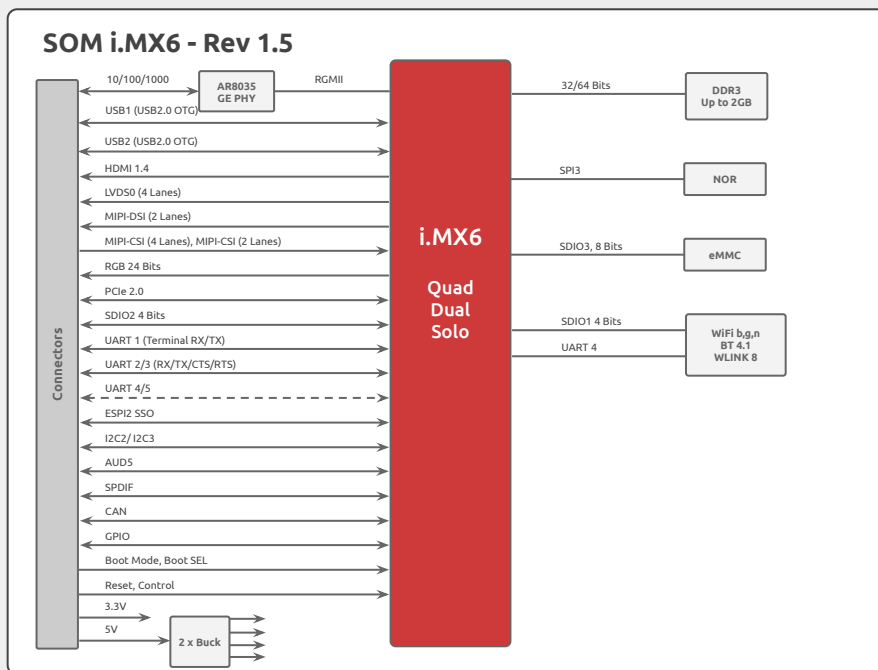 SOM i.MX6 - Rev 1.5
10/100/1000
AR8035
GE PHY
RGMII
USB1 (USB2.0 OTG)
USB2 (USB2.0 OTG)
HDMI 1.4
LVDS0 (4 Lanes)
MIPI-DSI (2 Lanes)
MIPI-CSI (4 Lanes), MIPI-CSI (2 Lanes)
RGB 24 Bits
PCIe 2.0
SDIO2 4 Bits
UART 1 (Terminal RX/TX)
UART 2/3 (RX/TX/CTS/RTS)
UART 4/5
ESPI2 SSO
I2C2/ I2C3
AUD5
SPDIF
CAN
GPIO
Boot Mode, Boot SEL
Reset, Control
3.3V
5V
2 x Buck
Connectors
i.MX6
Quad
Dual
Solo
32/64 Bits
DDR3
Up to 2GB
SPI3
NOR
SDIO3, 8 Bits
eMMC
SDIO1 4 Bits
UART 4
WiFi b,g,n
BT 4.1
WLINK 8